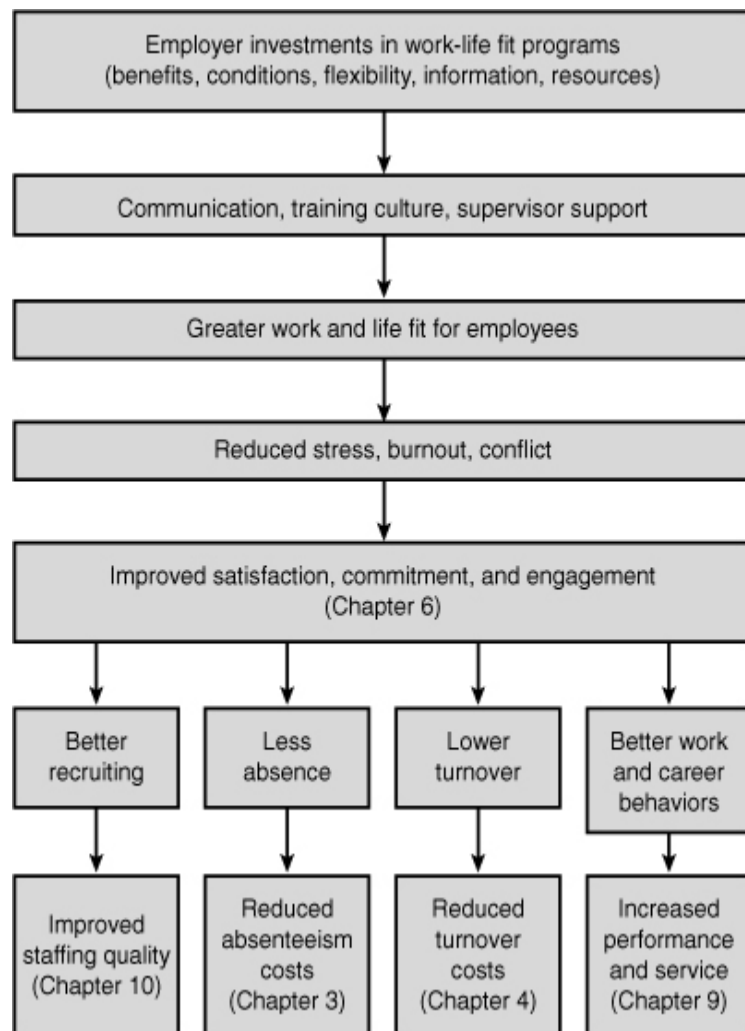 Employer investments in work-life fit programs
(benefits, conditions, flexibility, information, resources)
Communication, training culture, supervisor support
Greater work and life fit for employees
Reduced stress, burnout, conflict
Improved satisfaction, commitment, and engagement
(Chapter 6)
Better
recruiting
Less
absence
Lower
turnover
Better work
and career
behaviors
Improved
staffing quality
(Chapter 10)
Reduced
absenteeism
costs
(Chapter 3)
Reduced
turnover
costs
(Chapter 4)
Increased
performance
and service
(Chapter 9)